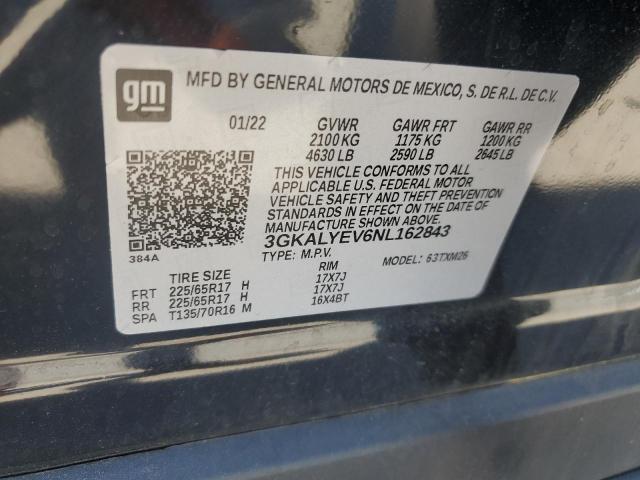 gm
MFD BY GENERAL MOTORS DE MEXICO, S. DE R.L. DE C.V.
01/22 GVWR GAWR FRT GAWR RR
2100 KG 1175 KG 1200 KG
4630 LB 2590 LB 2645 LB
THIS VEHICLE CONFORMS TO ALL
APPLICABLE U.S. FEDERAL MOTOR
VEHICLE SAFETY AND THEFT PREVENTION
STANDARDS IN EFFECT ON THE DATE OF
MANUFACTURE SHOWN ABOVE.
3GKALYEV6NL162843
384A TYPE: M.P.V. MODEL: 63TXM26
TIRE SIZE RIM
FRT 225/65R17 H 17X7J
RR 225/65R17 H 17X7J
SPA T135/70R16 M 16X4BT